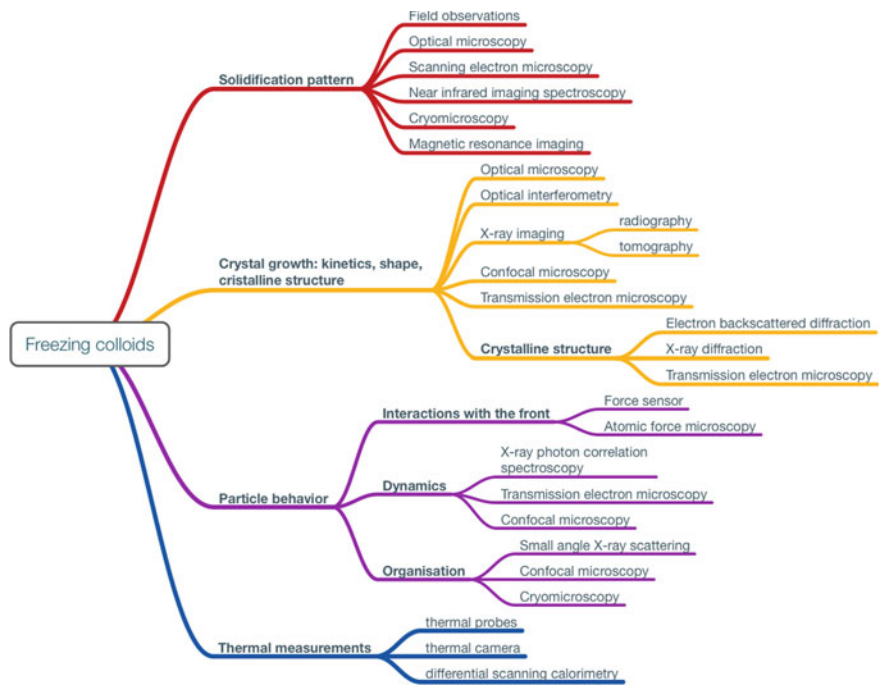 Field observations
Optical microscopy
Scanning electron microscopy
Solidification pattern
Near infrared imaging spectroscopy
Cryomicroscopy
Magnetic resonance imaging
Optical microscopy
Optical interferometry
radiography
X-ray imaging
tomography
Crystal growth: kinetics, shape,
cristalline structure
Confocal microscopy
Transmission electron microscopy
Electron backscattered diffraction
Crystalline structure
X-ray diffraction
Transmission electron microscopy
Freezing colloids
Force sensor
Interactions with the front
Atomic force microscopy
X-ray photon correlation
spectroscopy
Particle behavior
Dynamics
Transmission electron microscopy
Confocal microscopy
Small angle X-ray scattering
Organisation
Confocal microscopy
Cryomicroscopy
thermal probes
Thermal measurements
thermal camera
differential scanning calorimetry